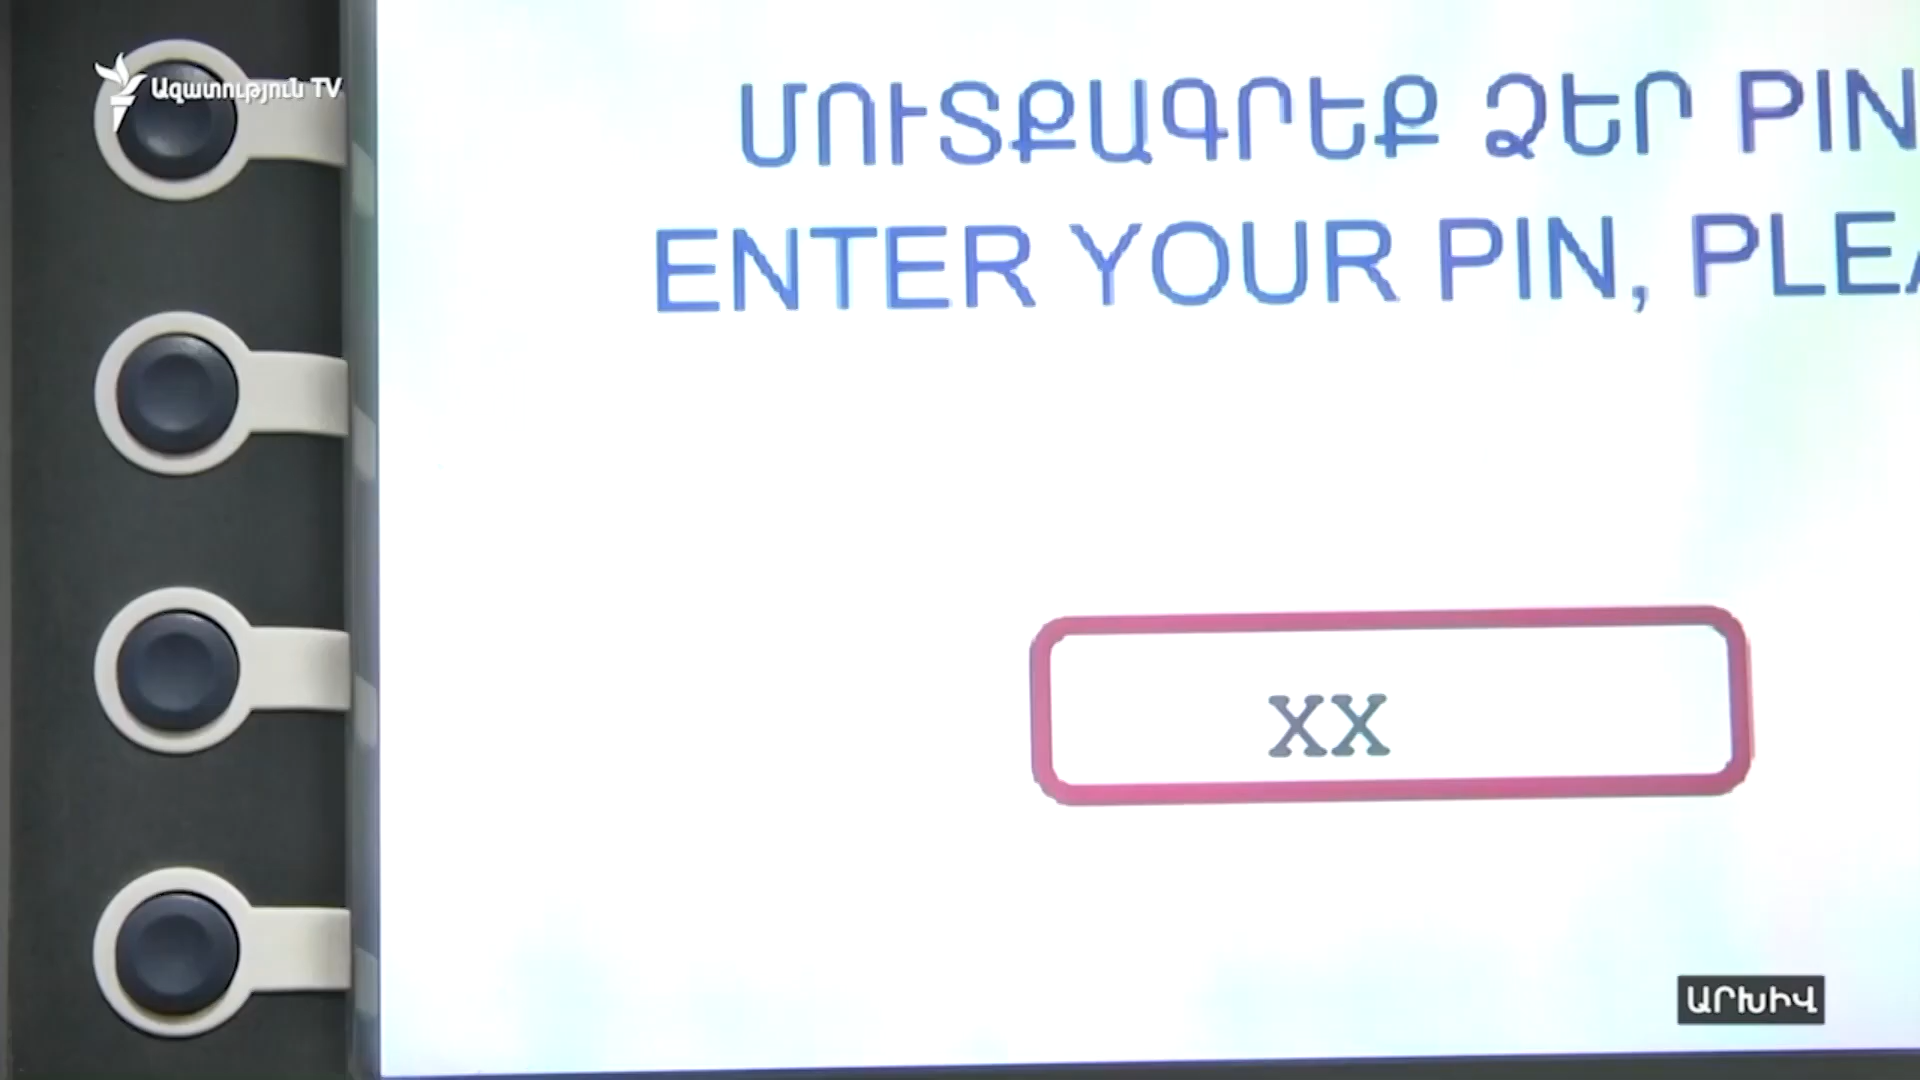 Ազատություն TV
ՄՈՒՏՔԱԳՐԵՔ ՁԵՐ PIN
ENTER YOUR PIN, PLEA
XX
ԱՐԽԻՎ